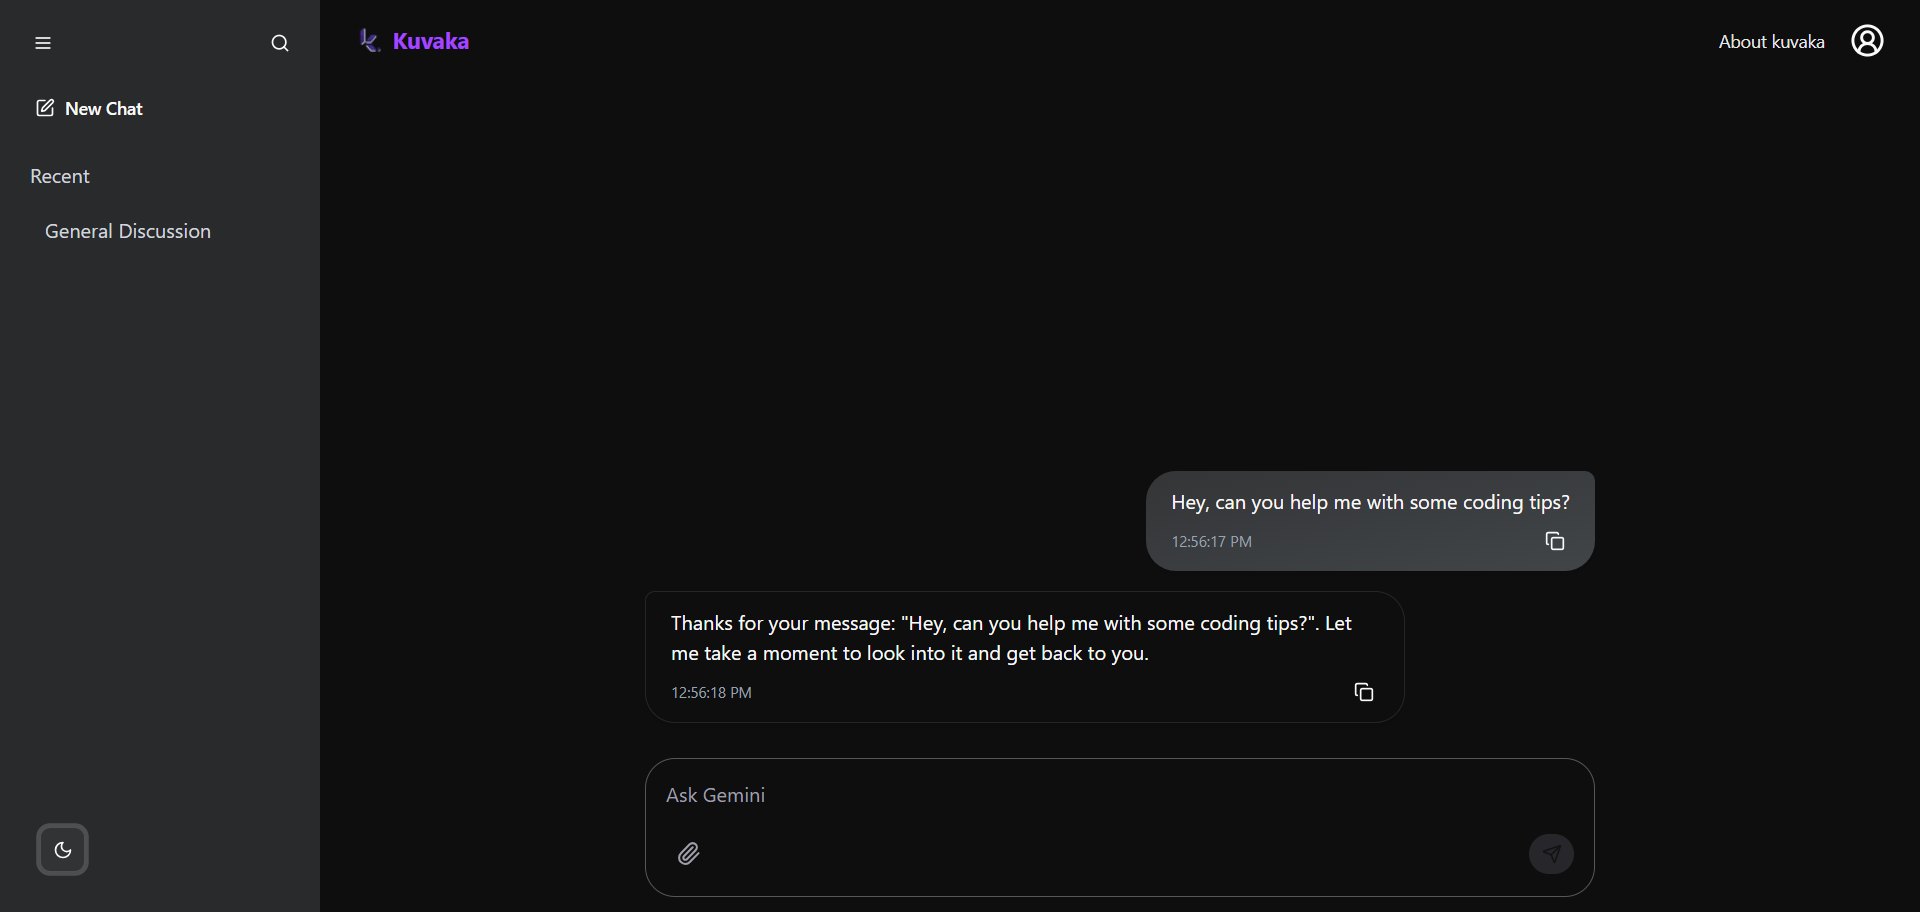 New Chat
Recent
General Discussion
Kuvaka
About kuvaka
Hey, can you help me with some coding tips?
12:56:17 PM
Thanks for your message: "Hey, can you help me with some coding tips?". Let
me take a moment to look into it and get back to you.
12:56:18 PM
Ask Gemini